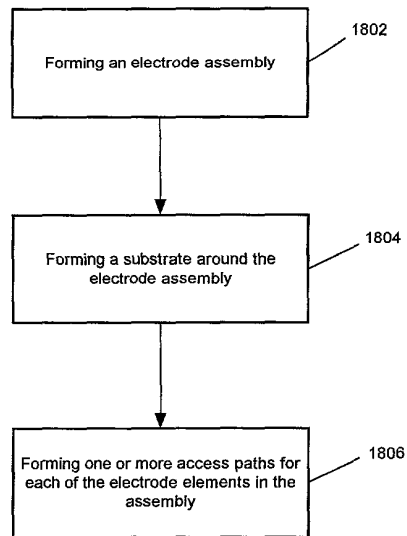 1802
Forming an electrode assembly
1804
Forming a substrate around the
electrode assembly
1806
Forming one or more access paths for
each of the electrode elements in the
assembly